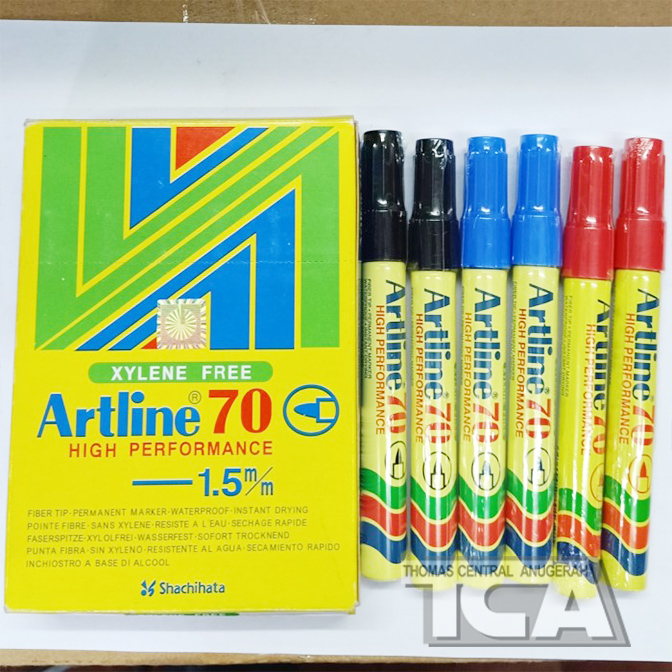 XYLENE FREE
Artline® 70
HIGH PERFORMANCE
1.5 m/m
FIBER TIP·PERMANENT MARKER·WATERPROOF·INSTANT DRYING
POINTE FIBRE·SANS XYLENE·RESISTE A L'EAU·SECHAGE RAPIDE
FASERSPITZE·XYLOLFREI·WASSERFEST·SOFORT TROCKNEND
PUNTA FIBRA·SIN XYLENO·RESISTENTE AL AGUA·SECAMIENTO RAPIDO
INCHIOSTRO A BASE DI ALCOOL
Shachihata
Artline 70
HIGH PERFORMANCE
Artline 70
HIGH PERFORMANCE
Artline 70
HIGH PERFORMANCE
Artline 70
HIGH PERFORMANCE
Artline 70
HIGH PERFORMANCE
Artline 70
HIGH PERFORMANCE
THOMAS CENTRAL ANUGERAH
TCA